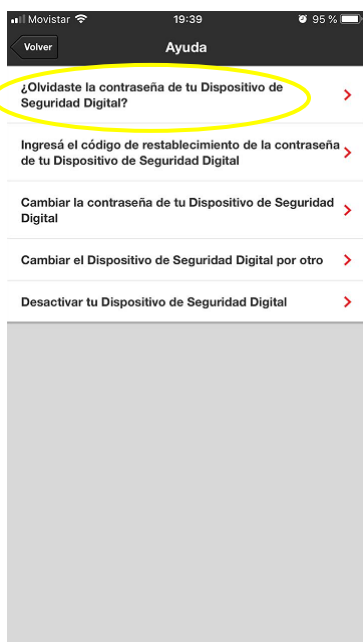 Movistar 19:39 95 %
Volver Ayuda
¿Olvidaste la contraseña de tu Dispositivo de
Seguridad Digital?
Ingresá el código de restablecimiento de la contraseña
de tu Dispositivo de Seguridad Digital
Cambiar la contraseña de tu Dispositivo de Seguridad
Digital
Cambiar el Dispositivo de Seguridad Digital por otro
Desactivar tu Dispositivo de Seguridad Digital